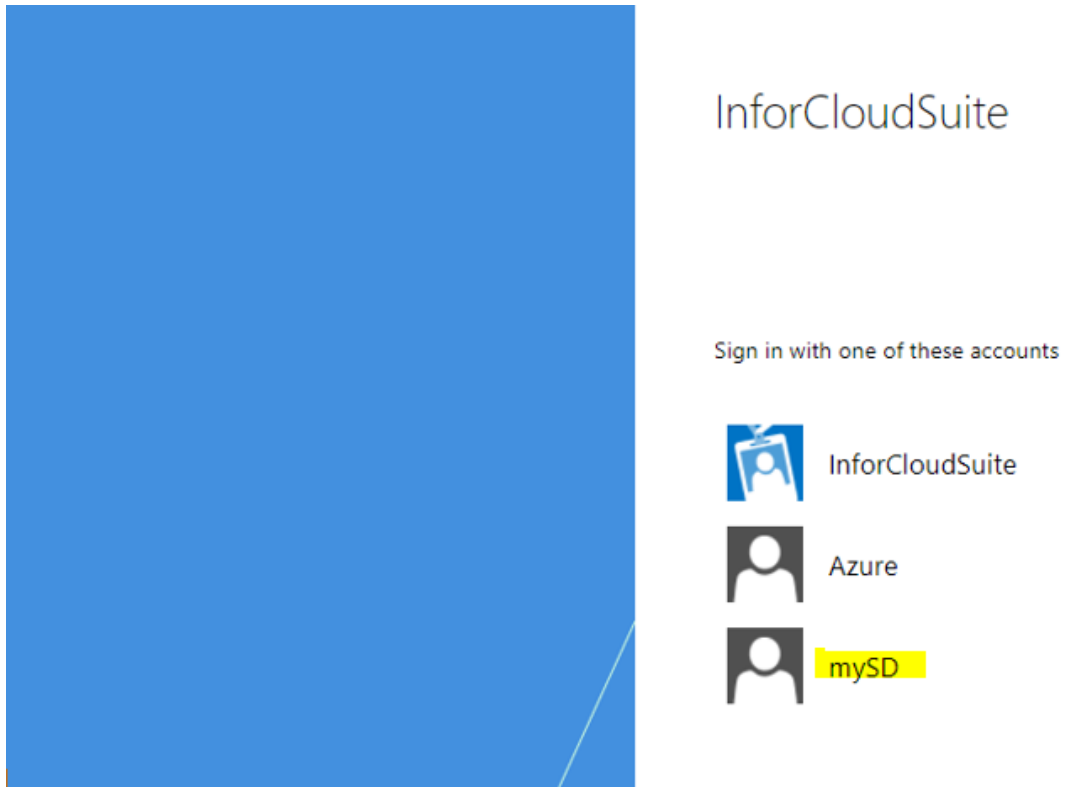 InforCloudSuite
Sign in with one of these accounts
InforCloudSuite
Azure
mySD